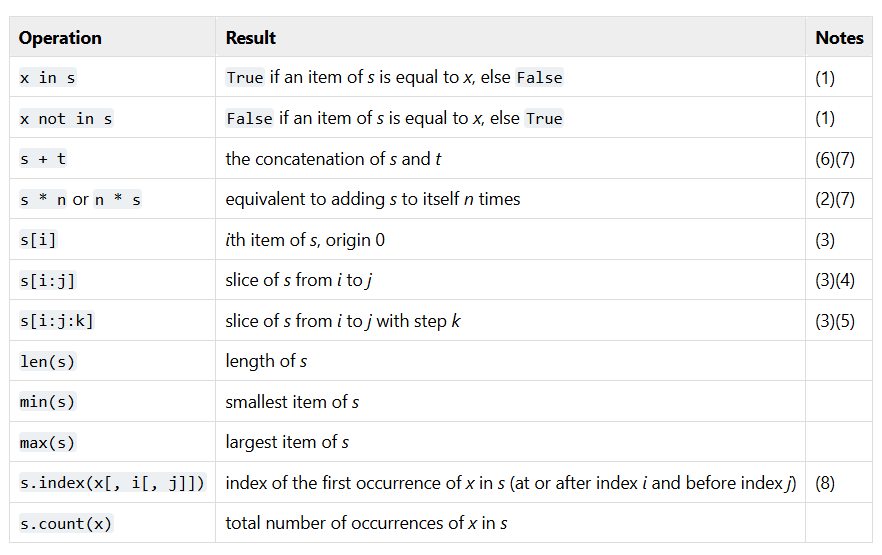 Operation Result Notes
x in s True if an item of s is equal to x, else False (1)
x not in s False if an item of s is equal to x, else True (1)
s + t the concatenation of s and t (6)(7)
s * n or n * s equivalent to adding s to itself n times (2)(7)
s[i] ith item of s, origin 0 (3)
s[i:j] slice of s from i to j (3)(4)
s[i:j:k] slice of s from i to j with step k (3)(5)
len(s) length of s
min(s) smallest item of s
max(s) largest item of s
s.index(x[, i[, j]]) index of the first occurrence of x in s (at or after index i and before index j) (8)
s.count(x) total number of occurrences of x in s